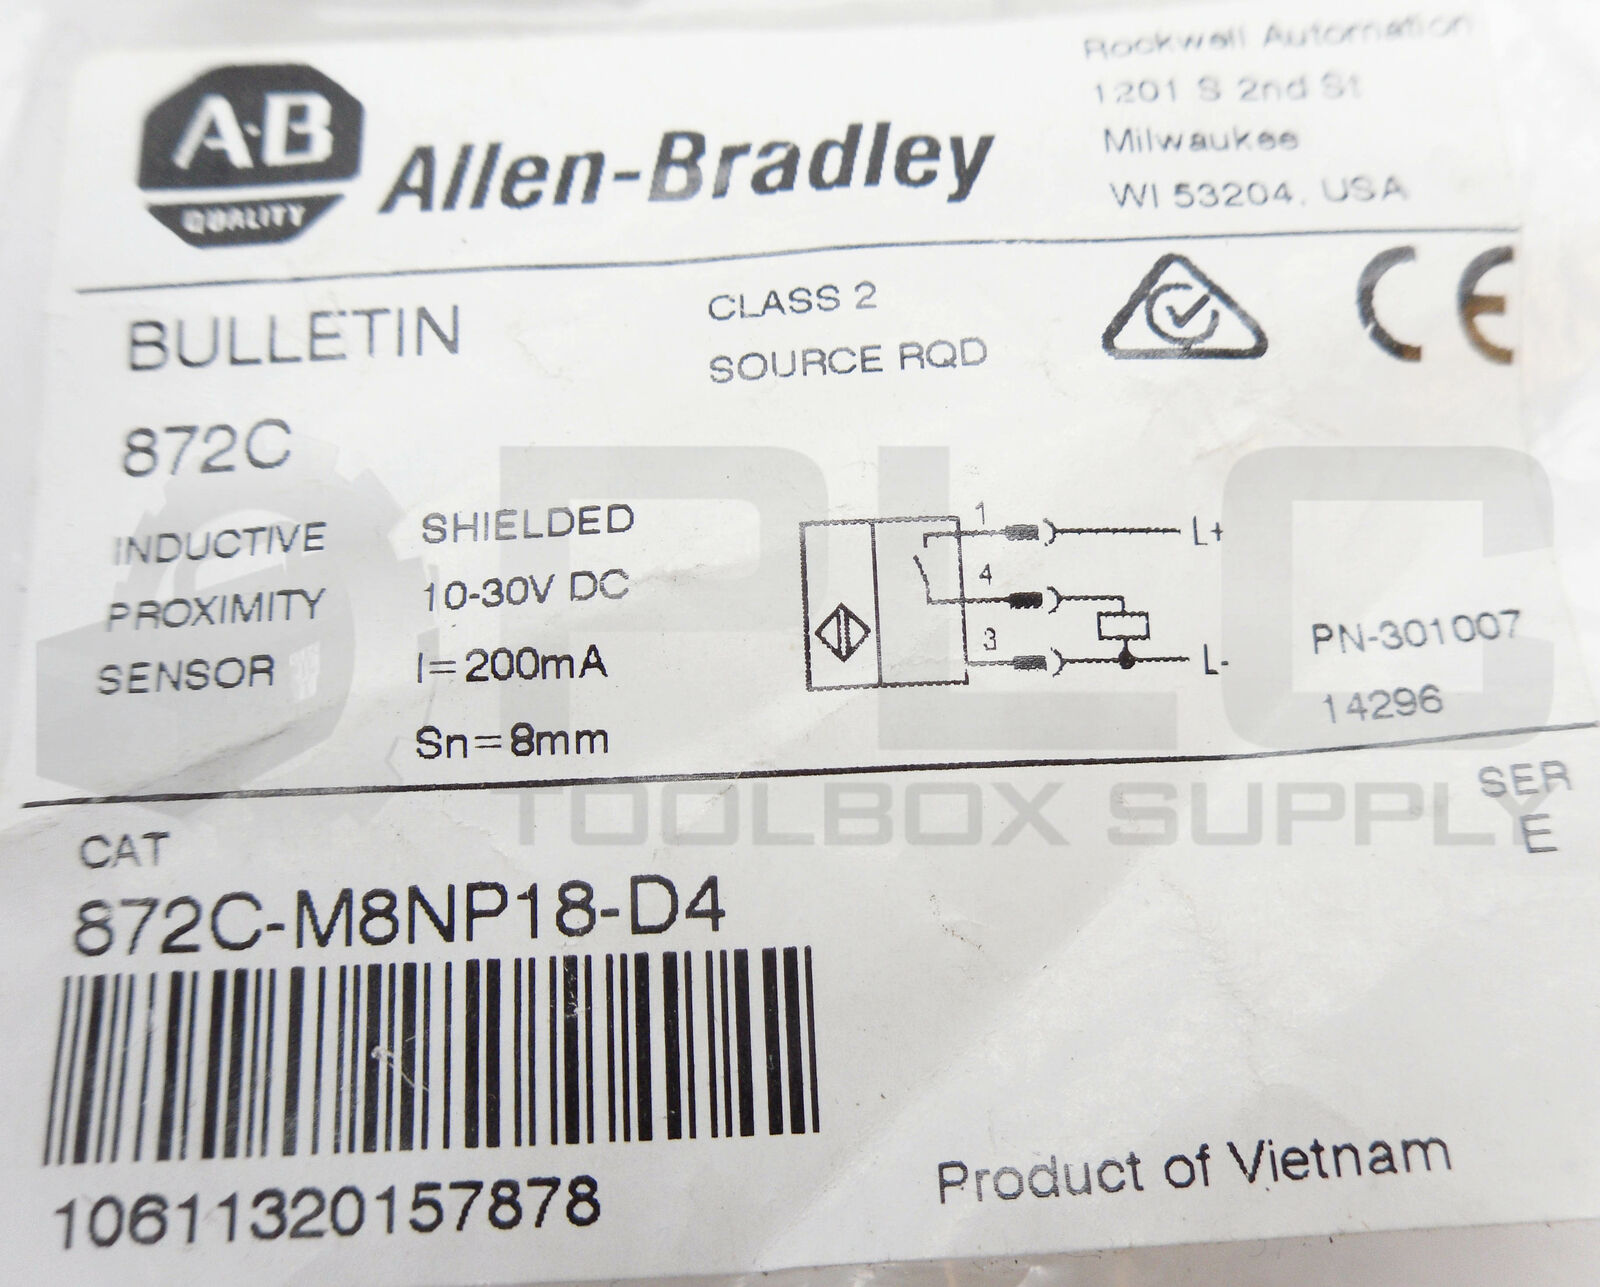 A-B
QUALITY
Allen-Bradley
Rockwell Automation
1201 S 2nd St
Milwaukee
WI 53204, USA
BULLETIN
872C
CLASS 2
SOURCE RQD
CE
INDUCTIVE
PROXIMITY
SENSOR
SHIELDED
10-30V DC
I=200mA
Sn=8mm
1
L+
4
3
L-
PN-301007
14296
PLC
TOOLBOX SUPPLY
SER
E
CAT
872C-M8NP18-D4
10611320157878
Product of Vietnam